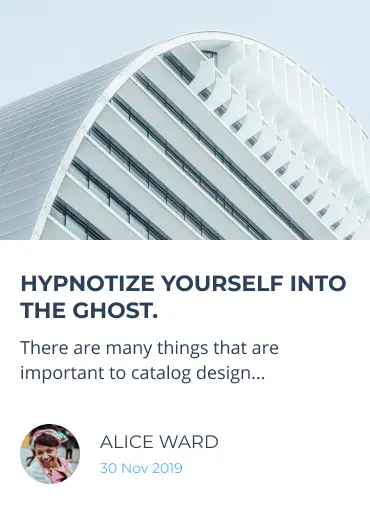 HYPNOTIZE YOURSELF INTO
THE GHOST.
There are many things that are
important to catalog design...
ALICE WARD
30 Nov 2019